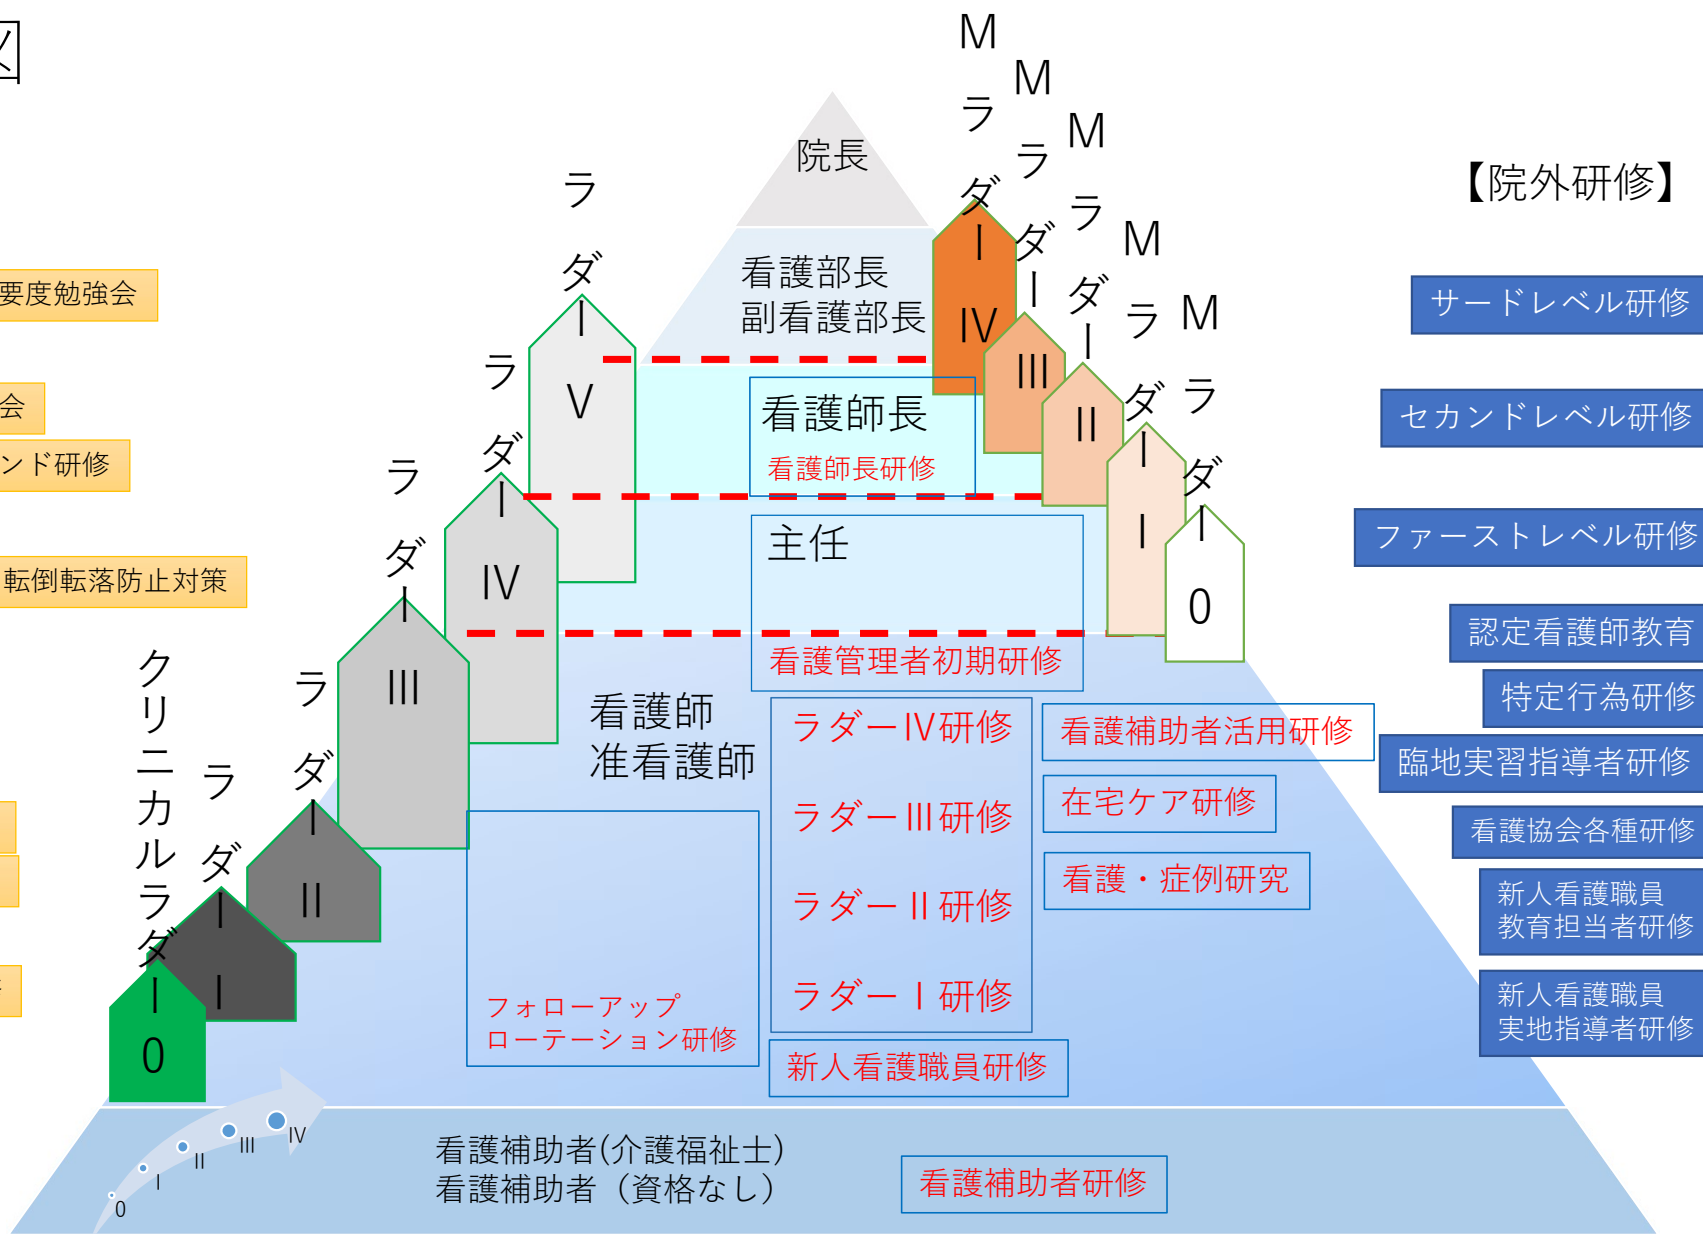 図
院長
看護部長
副看護部長
看護師長
看護師長研修
主任
看護管理者初期研修
看護師
准看護師
ラダーⅣ研修
ラダーⅢ研修
ラダーⅡ研修
ラダーⅠ研修
フォローアップ
ローテーション研修
新人看護職員研修
看護補助者活用研修
在宅ケア研修
看護・症例研究
看護補助者(介護福祉士)
看護補助者（資格なし）
看護補助者研修
クリニカルラダー0
ラダーⅠ
ラダーⅡ
ラダーⅢ
ラダーⅣ
ラダーⅤ
MラダーⅣ
MラダーⅢ
MラダーⅡ
MラダーⅠ
Mラダー0
0
Ⅰ
Ⅱ
Ⅲ
Ⅳ
要度勉強会
会
ンド研修
転倒転落防止対策
【院外研修】
サードレベル研修
セカンドレベル研修
ファーストレベル研修
認定看護師教育
特定行為研修
臨地実習指導者研修
看護協会各種研修
新人看護職員
教育担当者研修
新人看護職員
実地指導者研修